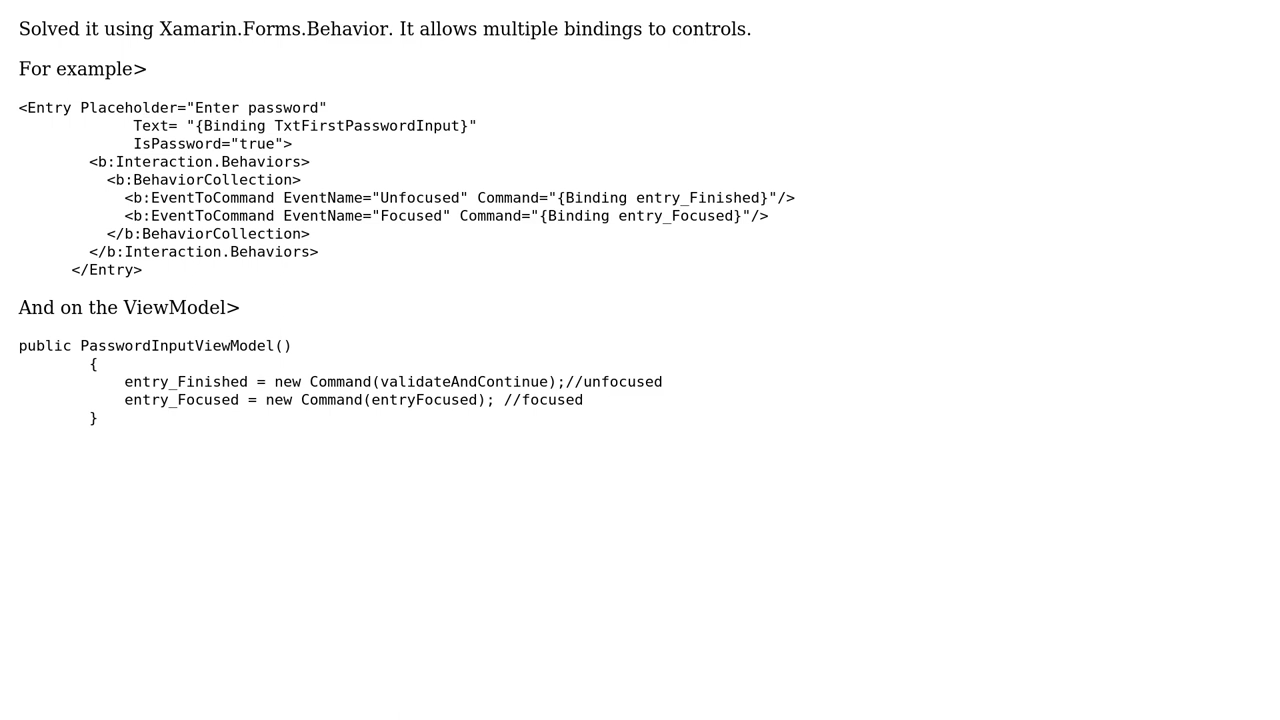 Solved it using Xamarin.Forms.Behavior. It allows multiple bindings to controls.
For example>
<Entry Placeholder="Enter password"
             Text= "{Binding TxtFirstPasswordInput}"
             IsPassword="true">
        <b:Interaction.Behaviors>
          <b:BehaviorCollection>
            <b:EventToCommand EventName="Unfocused" Command="{Binding entry_Finished}"/>
            <b:EventToCommand EventName="Focused" Command="{Binding entry_Focused}"/>
          </b:BehaviorCollection>
        </b:Interaction.Behaviors>
      </Entry>
And on the ViewModel>
public PasswordInputViewModel()
        {
            entry_Finished = new Command(validateAndContinue);//unfocused
            entry_Focused = new Command(entryFocused); //focused
        }